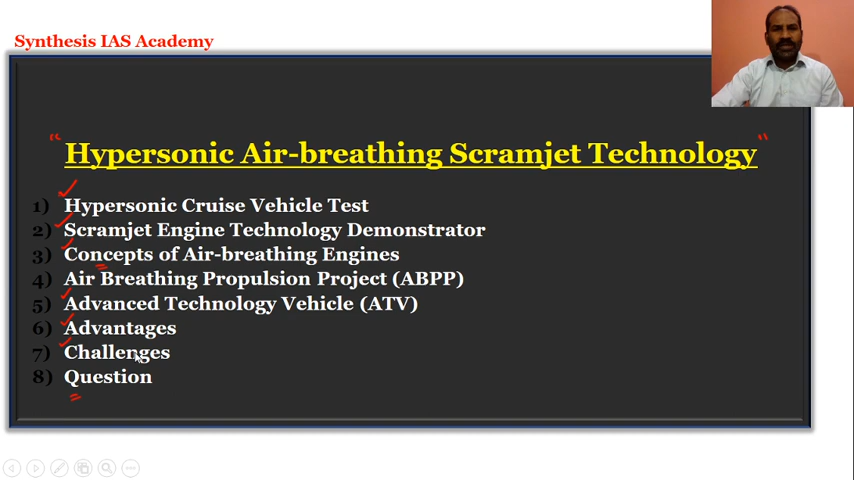 Synthesis IAS Academy
"Hypersonic Air-breathing Scramjet Technology"
1) Hypersonic Cruise Vehicle Test
2) Scramjet Engine Technology Demonstrator
3) Concepts of Air-breathing Engines
4) Air Breathing Propulsion Project (ABPP)
5) Advanced Technology Vehicle (ATV)
6) Advantages
7) Challenges
8) Question